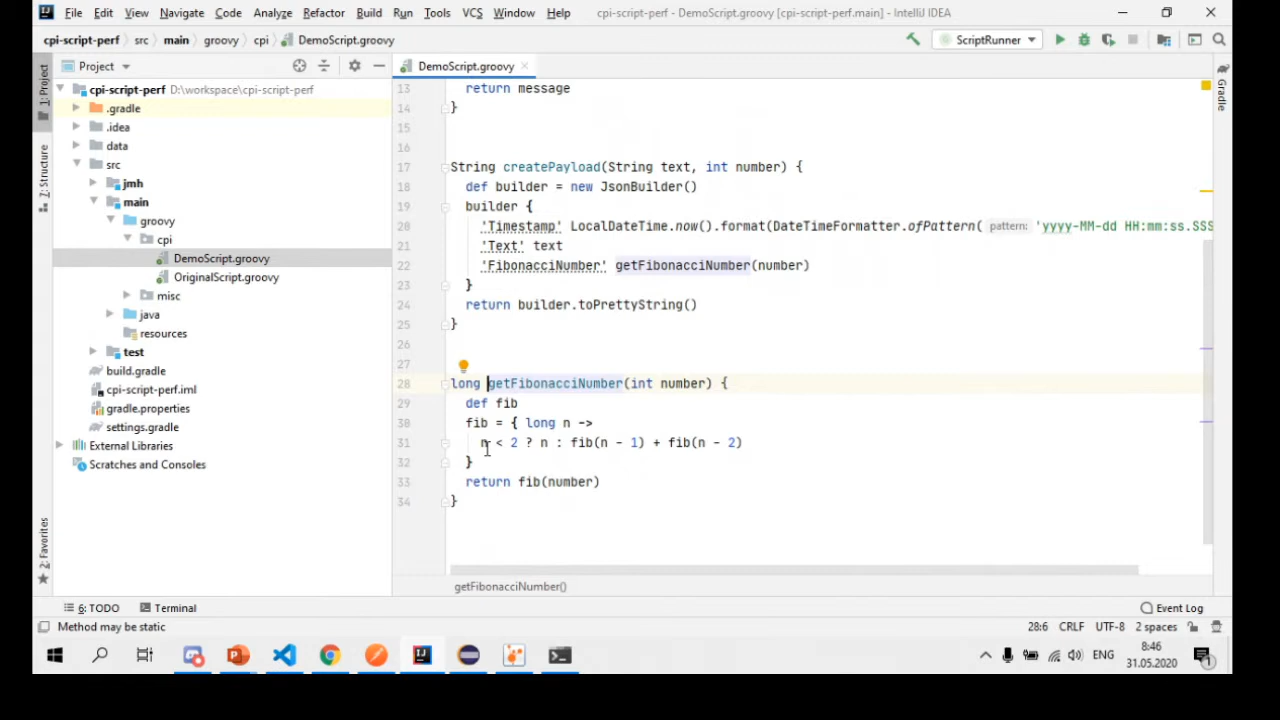 File Edit View Navigate Code Analyze Refactor Build Run Tools VCS Window Help cpi-script-perf - DemoScript.groovy [cpi-script-perf.main] - IntelliJ IDEA
cpi-script-perf src main groovy cpi DemoScript.groovy ScriptRunner
Project DemoScript.groovy
1: Project
Z: Structure
2: Favorites
Gradle
cpi-script-perf D:\workspace\cpi-script-perf
.gradle
.idea
data
src
jmh
main
groovy
cpi
DemoScript.groovy
OriginalScript.groovy
misc
java
resources
test
build.gradle
cpi-script-perf.iml
gradle.properties
settings.gradle
External Libraries
Scratches and Consoles
13 return message
14 }
15
16
17 String createPayload(String text, int number) {
18 def builder = new JsonBuilder()
19 builder {
20 'Timestamp' LocalDateTime.now().format(DateTimeFormatter.ofPattern( pattern: 'yyyy-MM-dd HH:mm:ss.SSS
21 'Text' text
22 'FibonacciNumber' getFibonacciNumber(number)
23 }
24 return builder.toPrettyString()
25 }
26
27
28 long getFibonacciNumber(int number) {
29 def fib
30 fib = { long n ->
31 n < 2 ? n : fib(n - 1) + fib(n - 2)
32 }
33 return fib(number)
34 }
getFibonacciNumber()
6: TODO Terminal Event Log
Method may be static 28:6 CRLF UTF-8 2 spaces
ENG 8:46
31.05.2020
1